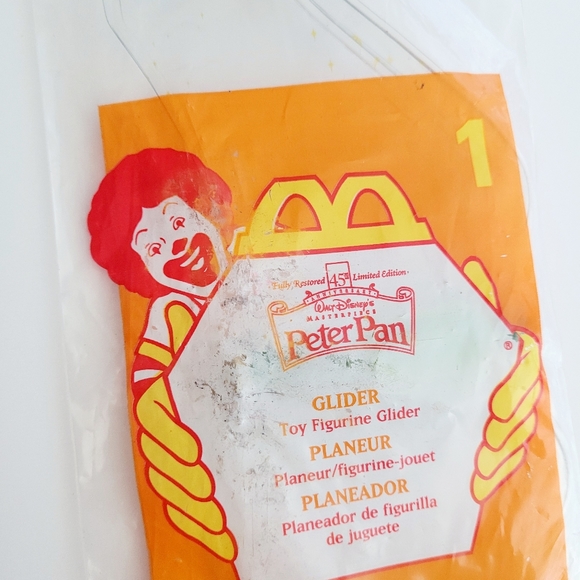 1
Fully Restored 45th Limited Edition
ANNIVERSARY
WALT DISNEY'S
MASTERPIECE
Peter Pan
®
GLIDER
Toy Figurine Glider
PLANEUR
Planeur/figurine-jouet
PLANEADOR
Planeador de figurilla
de juguete